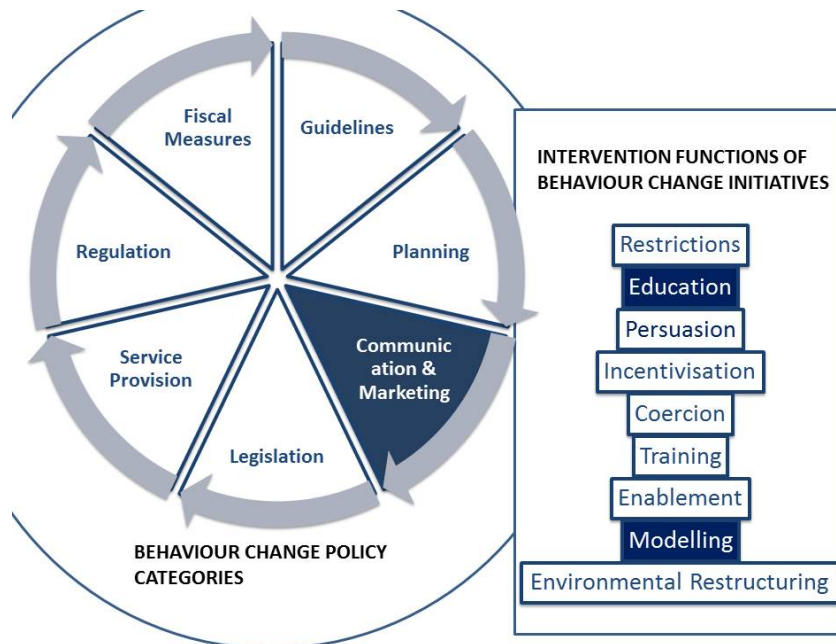 Fiscal
Measures
Guidelines
Regulation
Planning
Service
Provision
Communic
ation &
Marketing
Legislation
BEHAVIOUR CHANGE POLICY
CATEGORIES
INTERVENTION FUNCTIONS OF
BEHAVIOUR CHANGE INITIATIVES
Restrictions
Education
Persuasion
Incentivisation
Coercion
Training
Enablement
Modelling
Environmental Restructuring